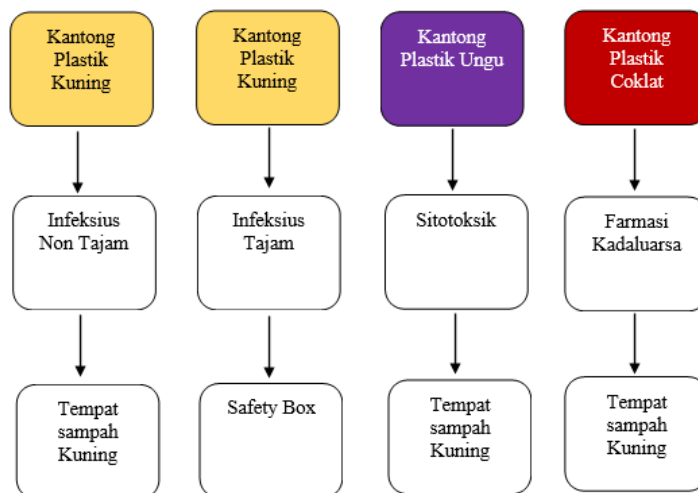 Kantong
Plastik
Kuning
Kantong
Plastik
Kuning
Kantong
Plastik Ungu
Kantong
Plastik
Coklat
Infeksius
Non Tajam
Infeksius
Tajam
Sitotoksik
Farmasi
Kadaluarsa
Tempat
sampah
Kuning
Safety Box
Tempat
sampah
Kuning
Tempat
sampah
Kuning